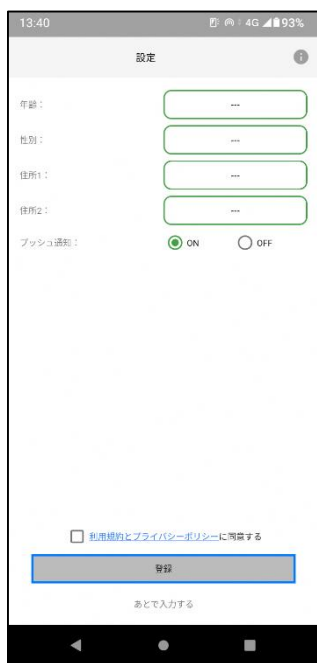 13:40 4G 93%
設定
年齢： ---
性別： ---
住所1： ---
住所2： ---
プッシュ通知： ON OFF
利用規約とプライバシーポリシーに同意する
登録
あとで入力する